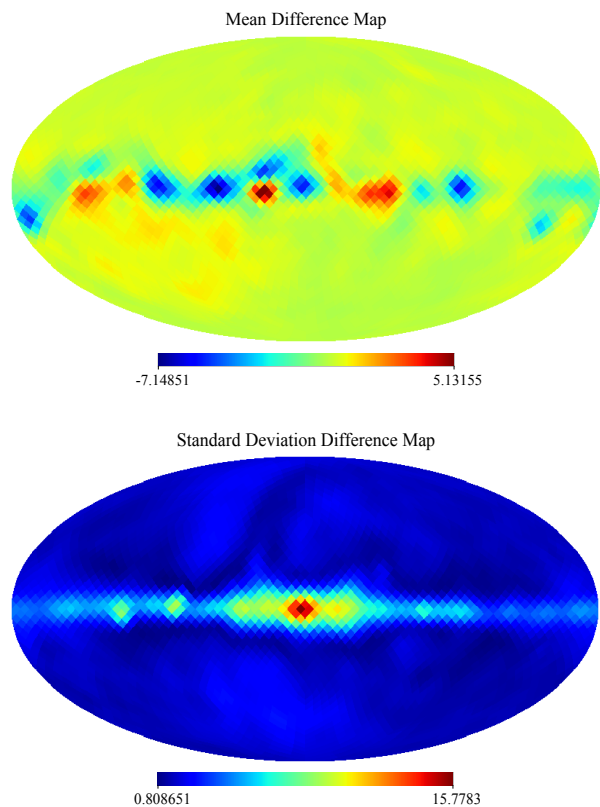 Mean Difference Map
-7.14851 5.13155
Standard Deviation Difference Map
0.808651 15.7783